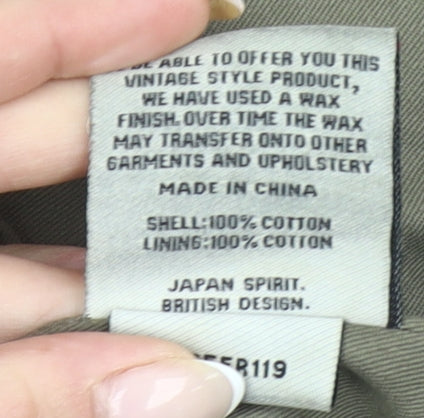 BE ABLE TO OFFER YOU THIS
VINTAGE STYLE PRODUCT,
WE HAVE USED A WAX
FINISH. OVER TIME THE WAX
MAY TRANSFER ONTO OTHER
GARMENTS AND UPHOLSTERY
MADE IN CHINA
SHELL:100% COTTON
LINING:100% COTTON
JAPAN SPIRIT.
BRITISH DESIGN.